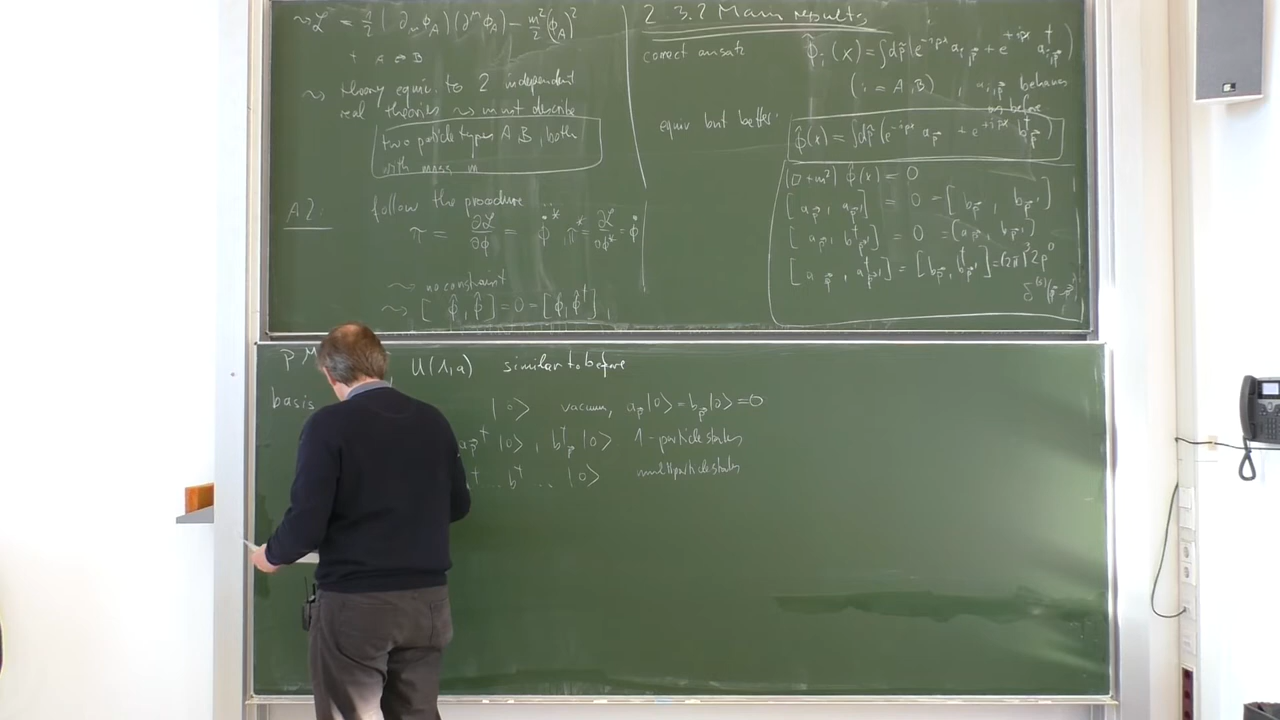 ~> ℒ = 1/2 (∂_μ ϕ_A)(∂^μ ϕ_A) − m²/2 (ϕ_A)²
+ A ↔ B
~> theory equiv. to 2 independent
real theories ~> must describe
two particle types A, B, both
with mass m
A2: follow the procedure...
π = ∂ℒ/∂ϕ̇ = ϕ̇*, π* = ∂ℒ/∂ϕ̇* = ϕ̇
~> no constraint
~> [ϕ̂, ϕ̂] = 0 = [ϕ̂, ϕ̂†],
2.3.2 Main results
correct ansatz ϕ̂_i(x) = ∫dp̃ (e^{-ipx} a_{i,p⃗} + e^{+ipx} a†_{i,p⃗})
(i = A, B), a_{i,p⃗} behaves
as before
equiv but better: ϕ̂(x) = ∫dp̃ (e^{-ipx} a_p⃗ + e^{+ipx} b†_p⃗)
(□ + m²) ϕ̂(x) = 0
[a_p⃗, a_p⃗'] = 0 = [b_p⃗, b_p⃗']
[a_p⃗, b†_p⃗'] = 0 = [a_p⃗, b_p⃗']
[a_p⃗, a†_p⃗'] = [b_p⃗, b†_p⃗'] = (2π)³ 2p⁰
δ^{(3)}(p⃗ − p⃗')
U(Λ,a) similar to before
basis |0> vacuum, a_p⃗|0> = b_p⃗|0> = 0
a_p⃗†|0>, b†_p⃗|0> 1-particle states
† ... b† .. |0> multiparticle states